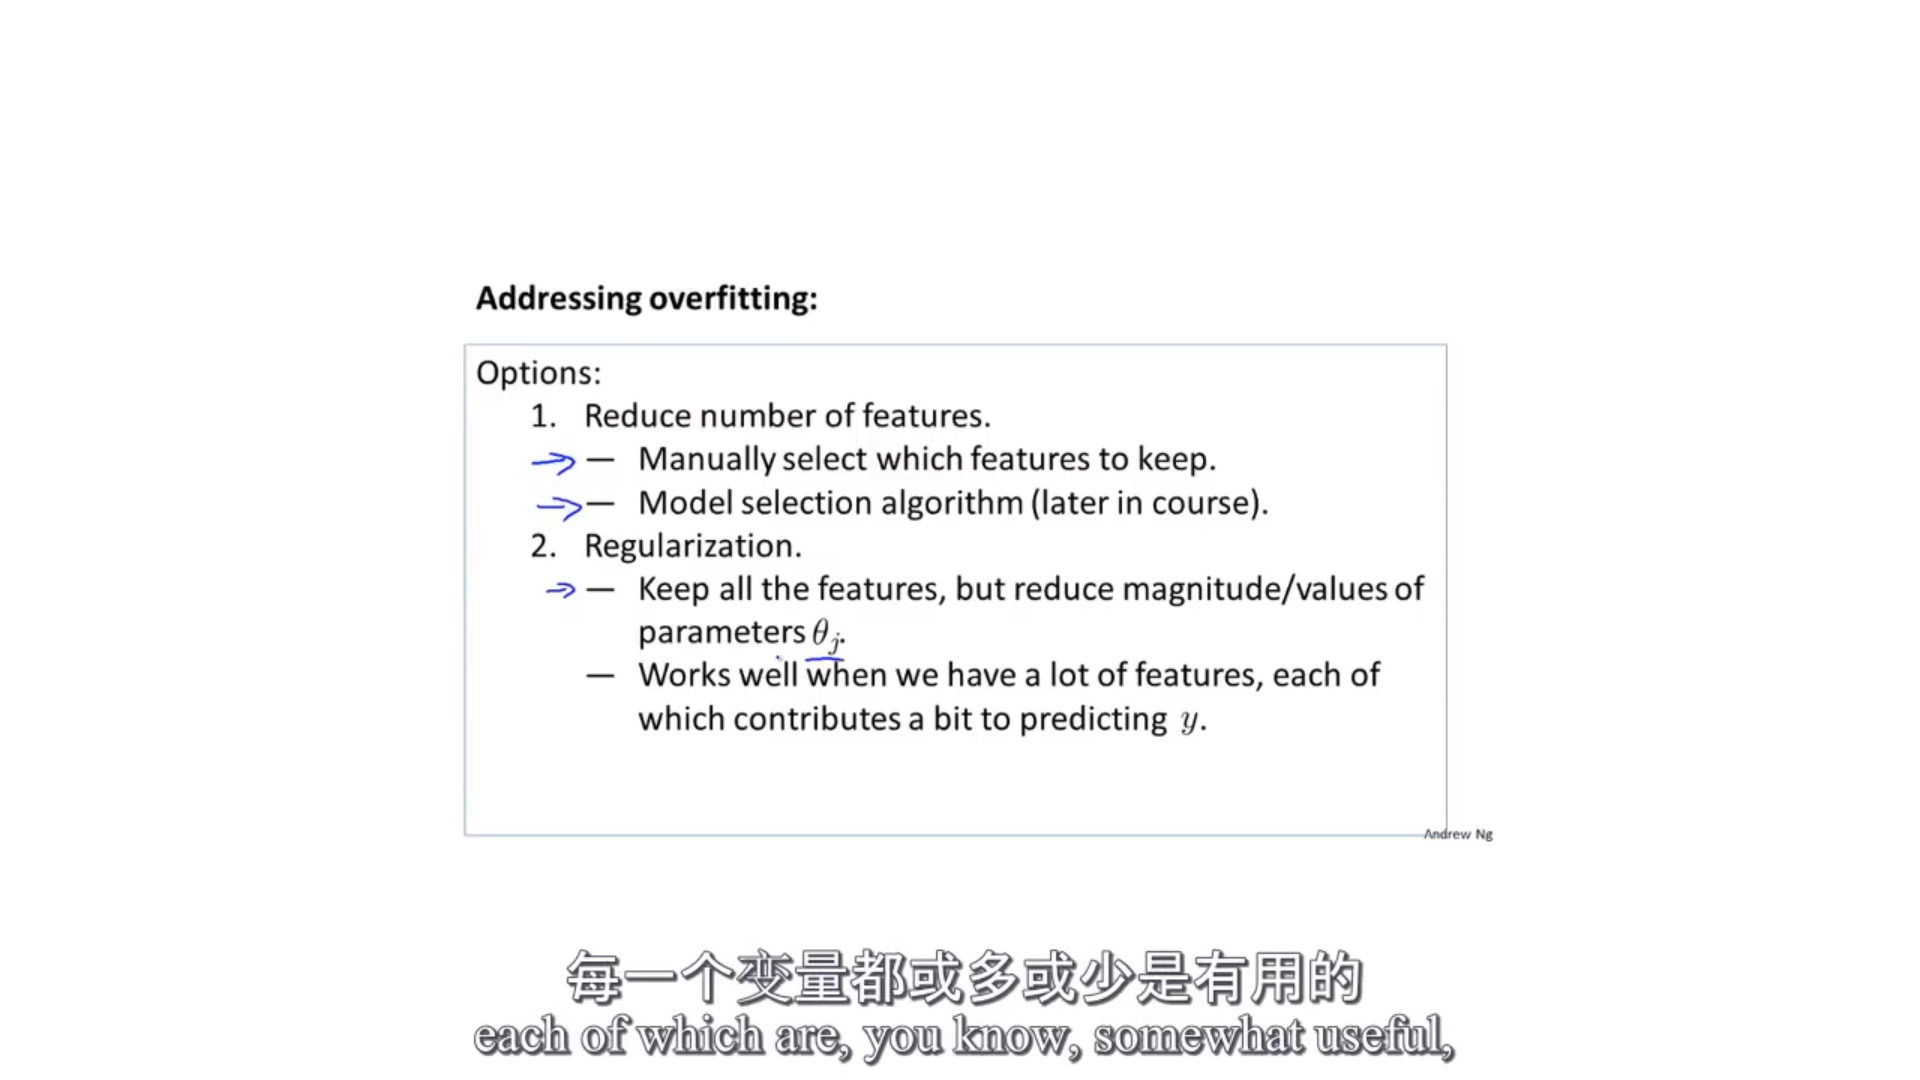 Addressing overfitting:
Options:
1. Reduce number of features.
— Manually select which features to keep.
— Model selection algorithm (later in course).
2. Regularization.
— Keep all the features, but reduce magnitude/values of
parameters θj.
— Works well when we have a lot of features, each of
which contributes a bit to predicting y.
Andrew Ng
每一个变量都或多或少是有用的
each of which are, you know, somewhat useful,